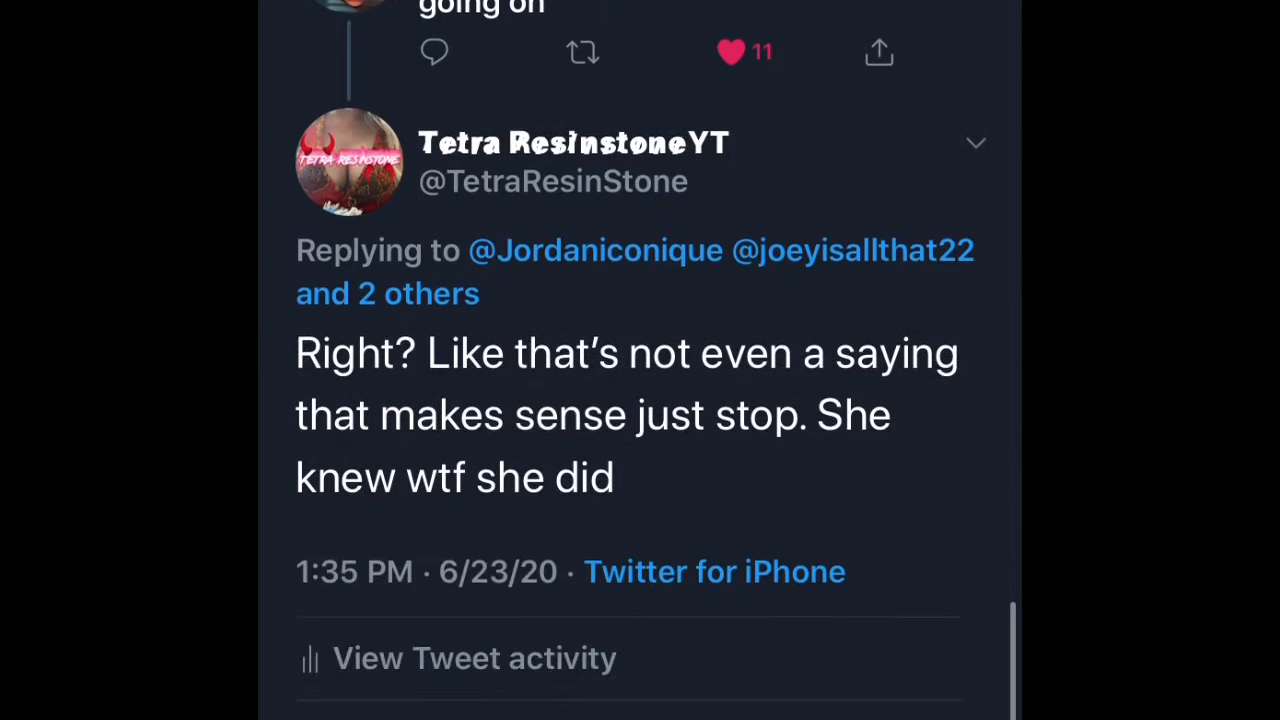 going on
11
Tetra ResinstoneYT
TETRA RESINSTONE
@TetraResinStone
Replying to @Jordaniconique @joeyisallthat22
and 2 others
Right? Like that’s not even a saying
that makes sense just stop. She
knew wtf she did
1:35 PM · 6/23/20 · Twitter for iPhone
View Tweet activity